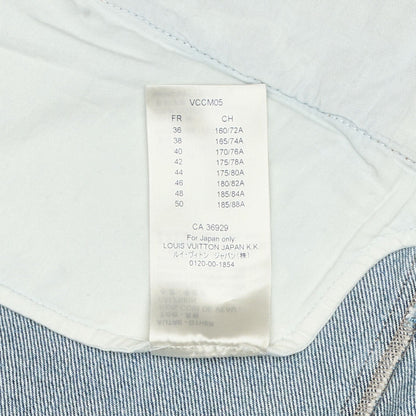 VCCM05
FR CH
36 160/72A
38 165/74A
40 170/76A
42 175/78A
44 175/80A
46 180/82A
48 185/84A
50 185/88A
CA 36929
For Japan only:
LOUIS VUITTON JAPAN K.K
ルイ・ヴィトン ジャパン(株)
0120-00-1854